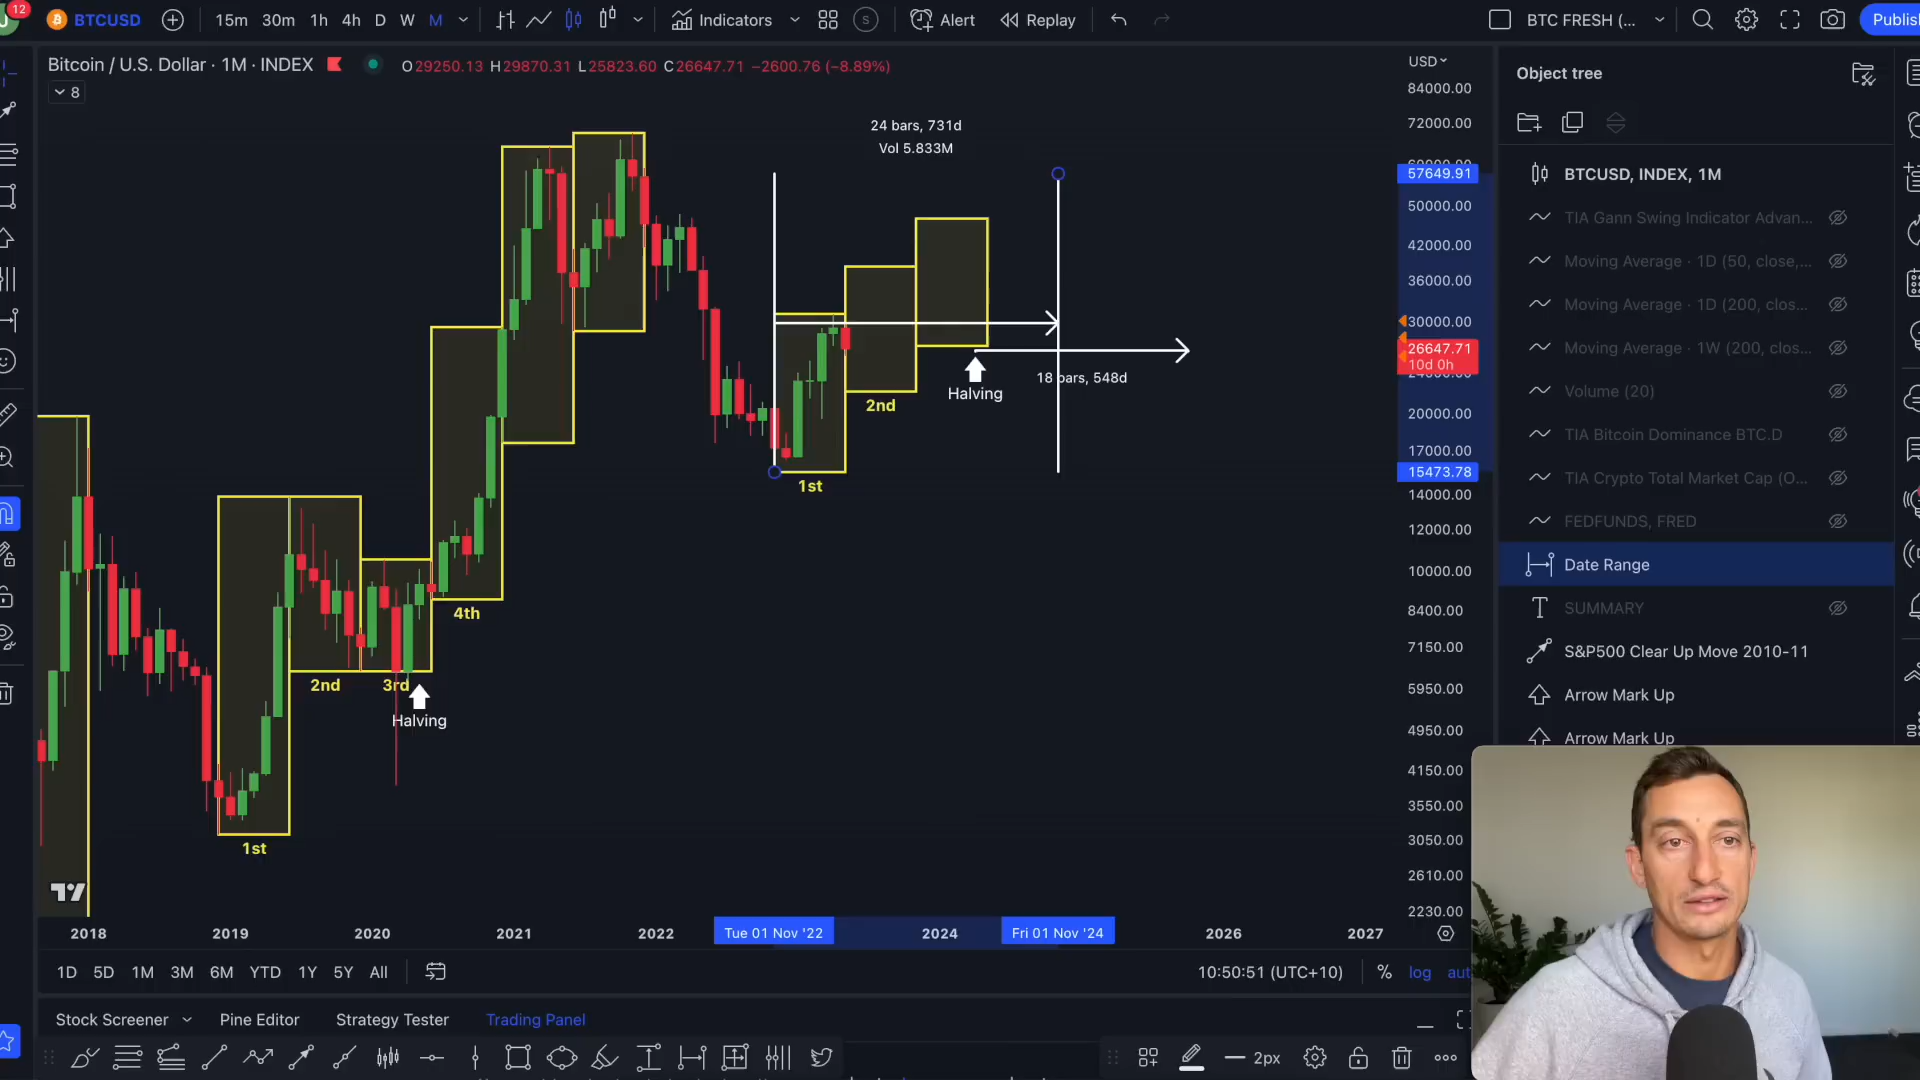 12
BTCUSD
15m 30m 1h 4h D W M
Indicators
S
Alert
Replay
BTC FRESH (...
Publis
Bitcoin / U.S. Dollar · 1M · INDEX
O29250.13 H29870.31 L25823.60 C26647.71 −2600.76 (−8.89%)
8
USD
84000.00
72000.00
57649.91
50000.00
42000.00
36000.00
30000.00
26647.71
10d 0h
20000.00
17000.00
15473.78
14000.00
12000.00
10000.00
8400.00
7150.00
5950.00
4950.00
4150.00
3550.00
3050.00
2610.00
2230.00
24 bars, 731d
Vol 5.833M
Halving
18 bars, 548d
2nd
1st
4th
2nd
3rd
Halving
1st
2018 2019 2020 2021 2022 Tue 01 Nov '22 2024 Fri 01 Nov '24 2026 2027
1D 5D 1M 3M 6M YTD 1Y 5Y All
10:50:51 (UTC+10) % log aut
Stock Screener Pine Editor Strategy Tester Trading Panel
2px
Object tree
BTCUSD, INDEX, 1M
TIA Gann Swing Indicator Advan...
Moving Average · 1D (50, close,...
Moving Average · 1D (200, clos...
Moving Average · 1W (200, clos...
Volume (20)
TIA Bitcoin Dominance BTC.D
TIA Crypto Total Market Cap (O...
FEDFUNDS, FRED
Date Range
SUMMARY
S&P500 Clear Up Move 2010-11
Arrow Mark Up
Arrow Mark Up